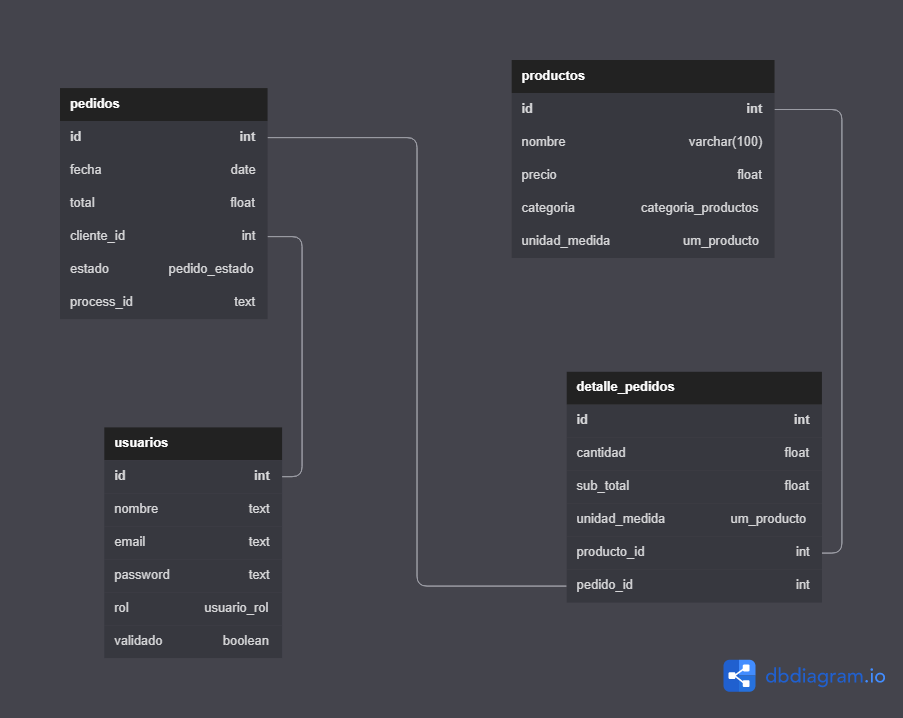 pedidos
id int
fecha date
total float
cliente_id int
estado pedido_estado
process_id text
productos
id int
nombre varchar(100)
precio float
categoria categoria_productos
unidad_medida um_producto
usuarios
id int
nombre text
email text
password text
rol usuario_rol
validado boolean
detalle_pedidos
id int
cantidad float
sub_total float
unidad_medida um_producto
producto_id int
pedido_id int
dbdiagram.io